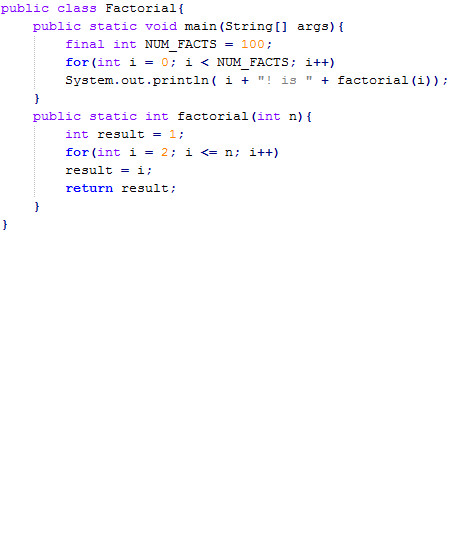 public class Factorial{
    public static void main(String[] args){
        final int NUM_FACTS = 100;
        for(int i = 0; i < NUM_FACTS; i++)
        System.out.println( i + "! is " + factorial(i));
    }
    public static int factorial(int n){
        int result = 1;
        for(int i = 2; i <= n; i++)
        result = i;
        return result;
    }
}